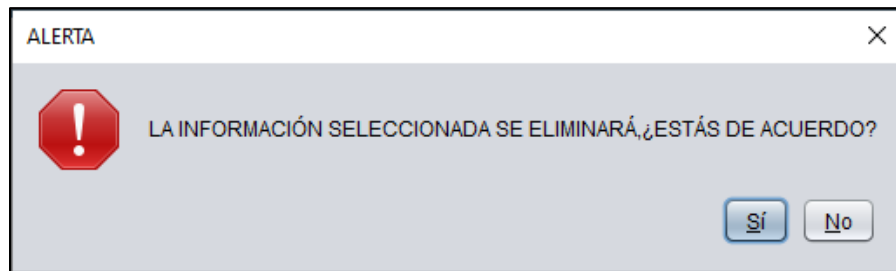 ALERTA
LA INFORMACIÓN SELECCIONADA SE ELIMINARÁ,¿ESTÁS DE ACUERDO?
Sí No